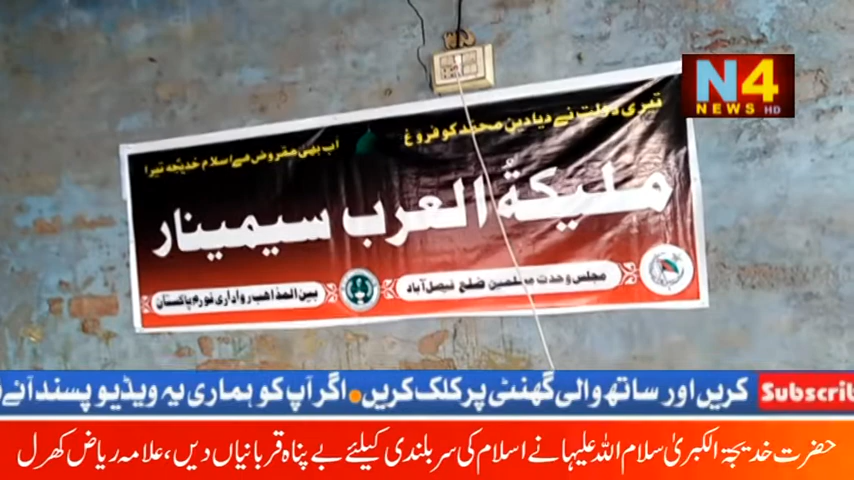 N4
NEWS HD
تیری دولت نے دیا دین محمد کو فروغ
اب بھی مقروض ہے اسلام خدیجہ تیرا
ملیکۃُ العرب سیمینار
مجلس وحدت مسلمین ضلع فیصل آباد
بین المذاہب رواداری فورم پاکستان
Subscrib کریں اور ساتھ والی گھنٹی پر کلک کریں • اگر آپ کو ہماری یہ ویڈیو پسند آئے
حضرت خدیجۃ الکبریٰ سلام اللہ علیہا نے اسلام کی سربلندی کیلئے بے پناہ قربانیاں دیں، علامہ ریاض کھرل